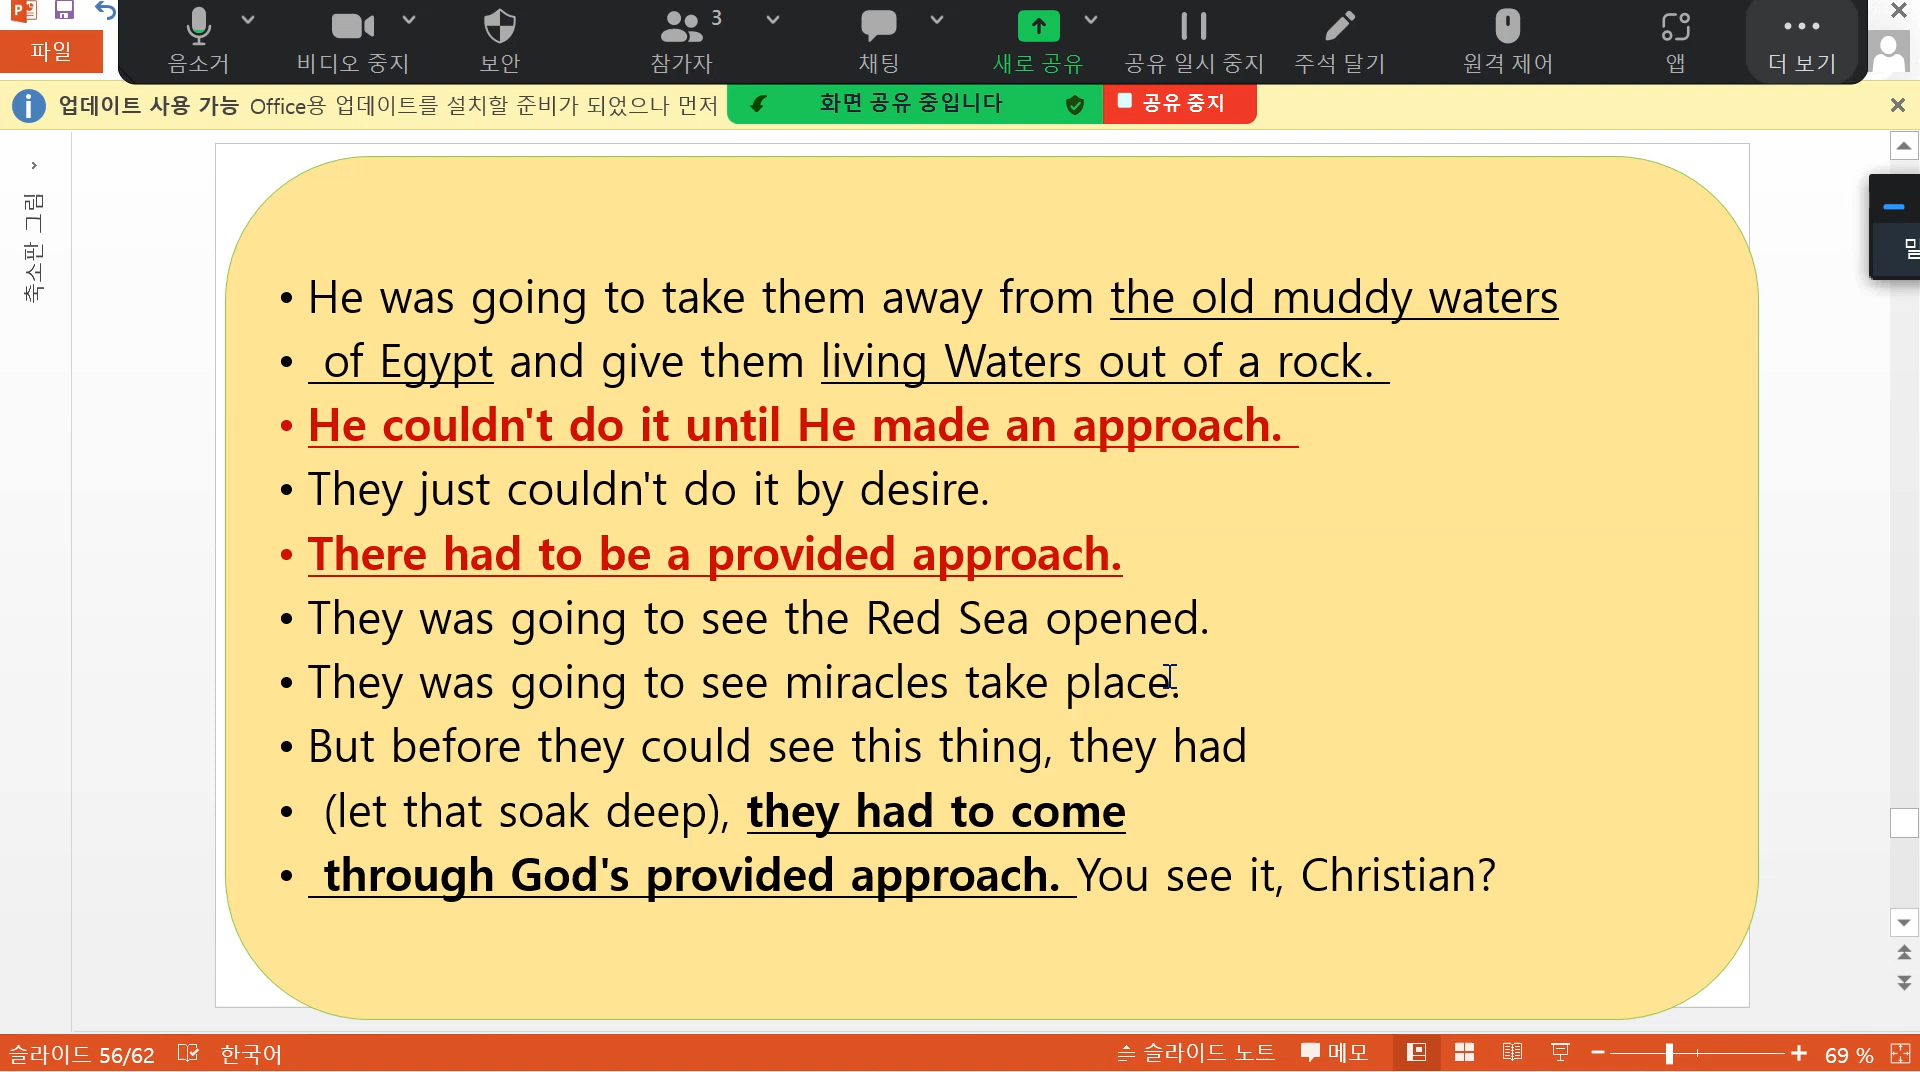 음소거
비디오 중지
보안
참가자
3
채팅
새로 공유
공유 일시 중지
주석 달기
원격 제어
앱
더 보기
파일
업데이트 사용 가능 Office용 업데이트를 설치할 준비가 되었으나 먼저
화면 공유 중입니다
공유 중지
축소판 그림
• He was going to take them away from the old muddy waters
• of Egypt and give them living Waters out of a rock.
• He couldn't do it until He made an approach.
• They just couldn't do it by desire.
• There had to be a provided approach.
• They was going to see the Red Sea opened.
• They was going to see miracles take place.
• But before they could see this thing, they had
• (let that soak deep), they had to come
• through God's provided approach. You see it, Christian?
슬라이드 56/62
한국어
슬라이드 노트
메모
69 %